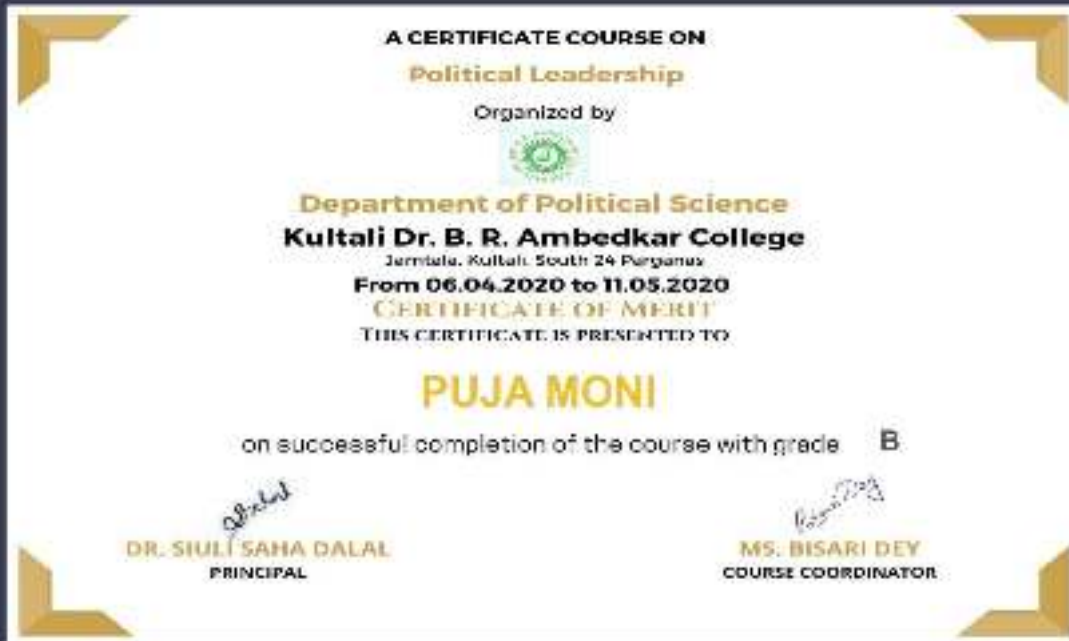 A CERTIFICATE COURSE ON
Political Leadership
Organized by
Department of Political Science
Kultali Dr. B. R. Ambedkar College
Jamtala, Kultali, South 24 Parganas
From 06.04.2020 to 11.05.2020
CERTIFICATE OF MERIT
THIS CERTIFICATE IS PRESENTED TO
PUJA MONI
on successful completion of the course with grade B
DR. SIULI SAHA DALAL
PRINCIPAL
MS. BISARI DEY
COURSE COORDINATOR